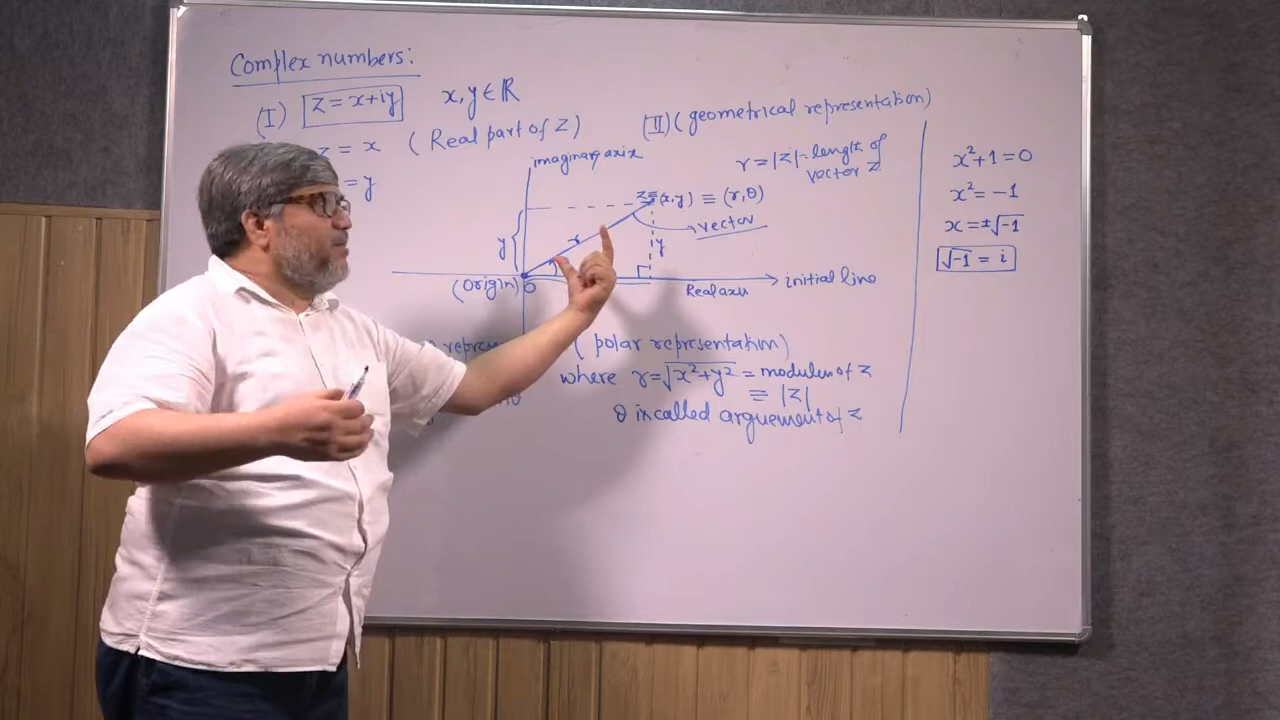 Complex numbers:
(I) z = x+iy x, y ∈ ℝ
z = x (Real part of z)
= y
(II) (geometrical representation)
imaginary axix
r = |z| = length of
vector z
z ≡ (x, y) ≡ (r, θ)
vector
y
r
y
(Origin) O
Real axis
initial line
(polar representation)
where r = √x²+y² = modulus of z
≡ |z|
θ is called arguement of z
x²+1 = 0
x² = -1
x = ±√-1
√-1 = i